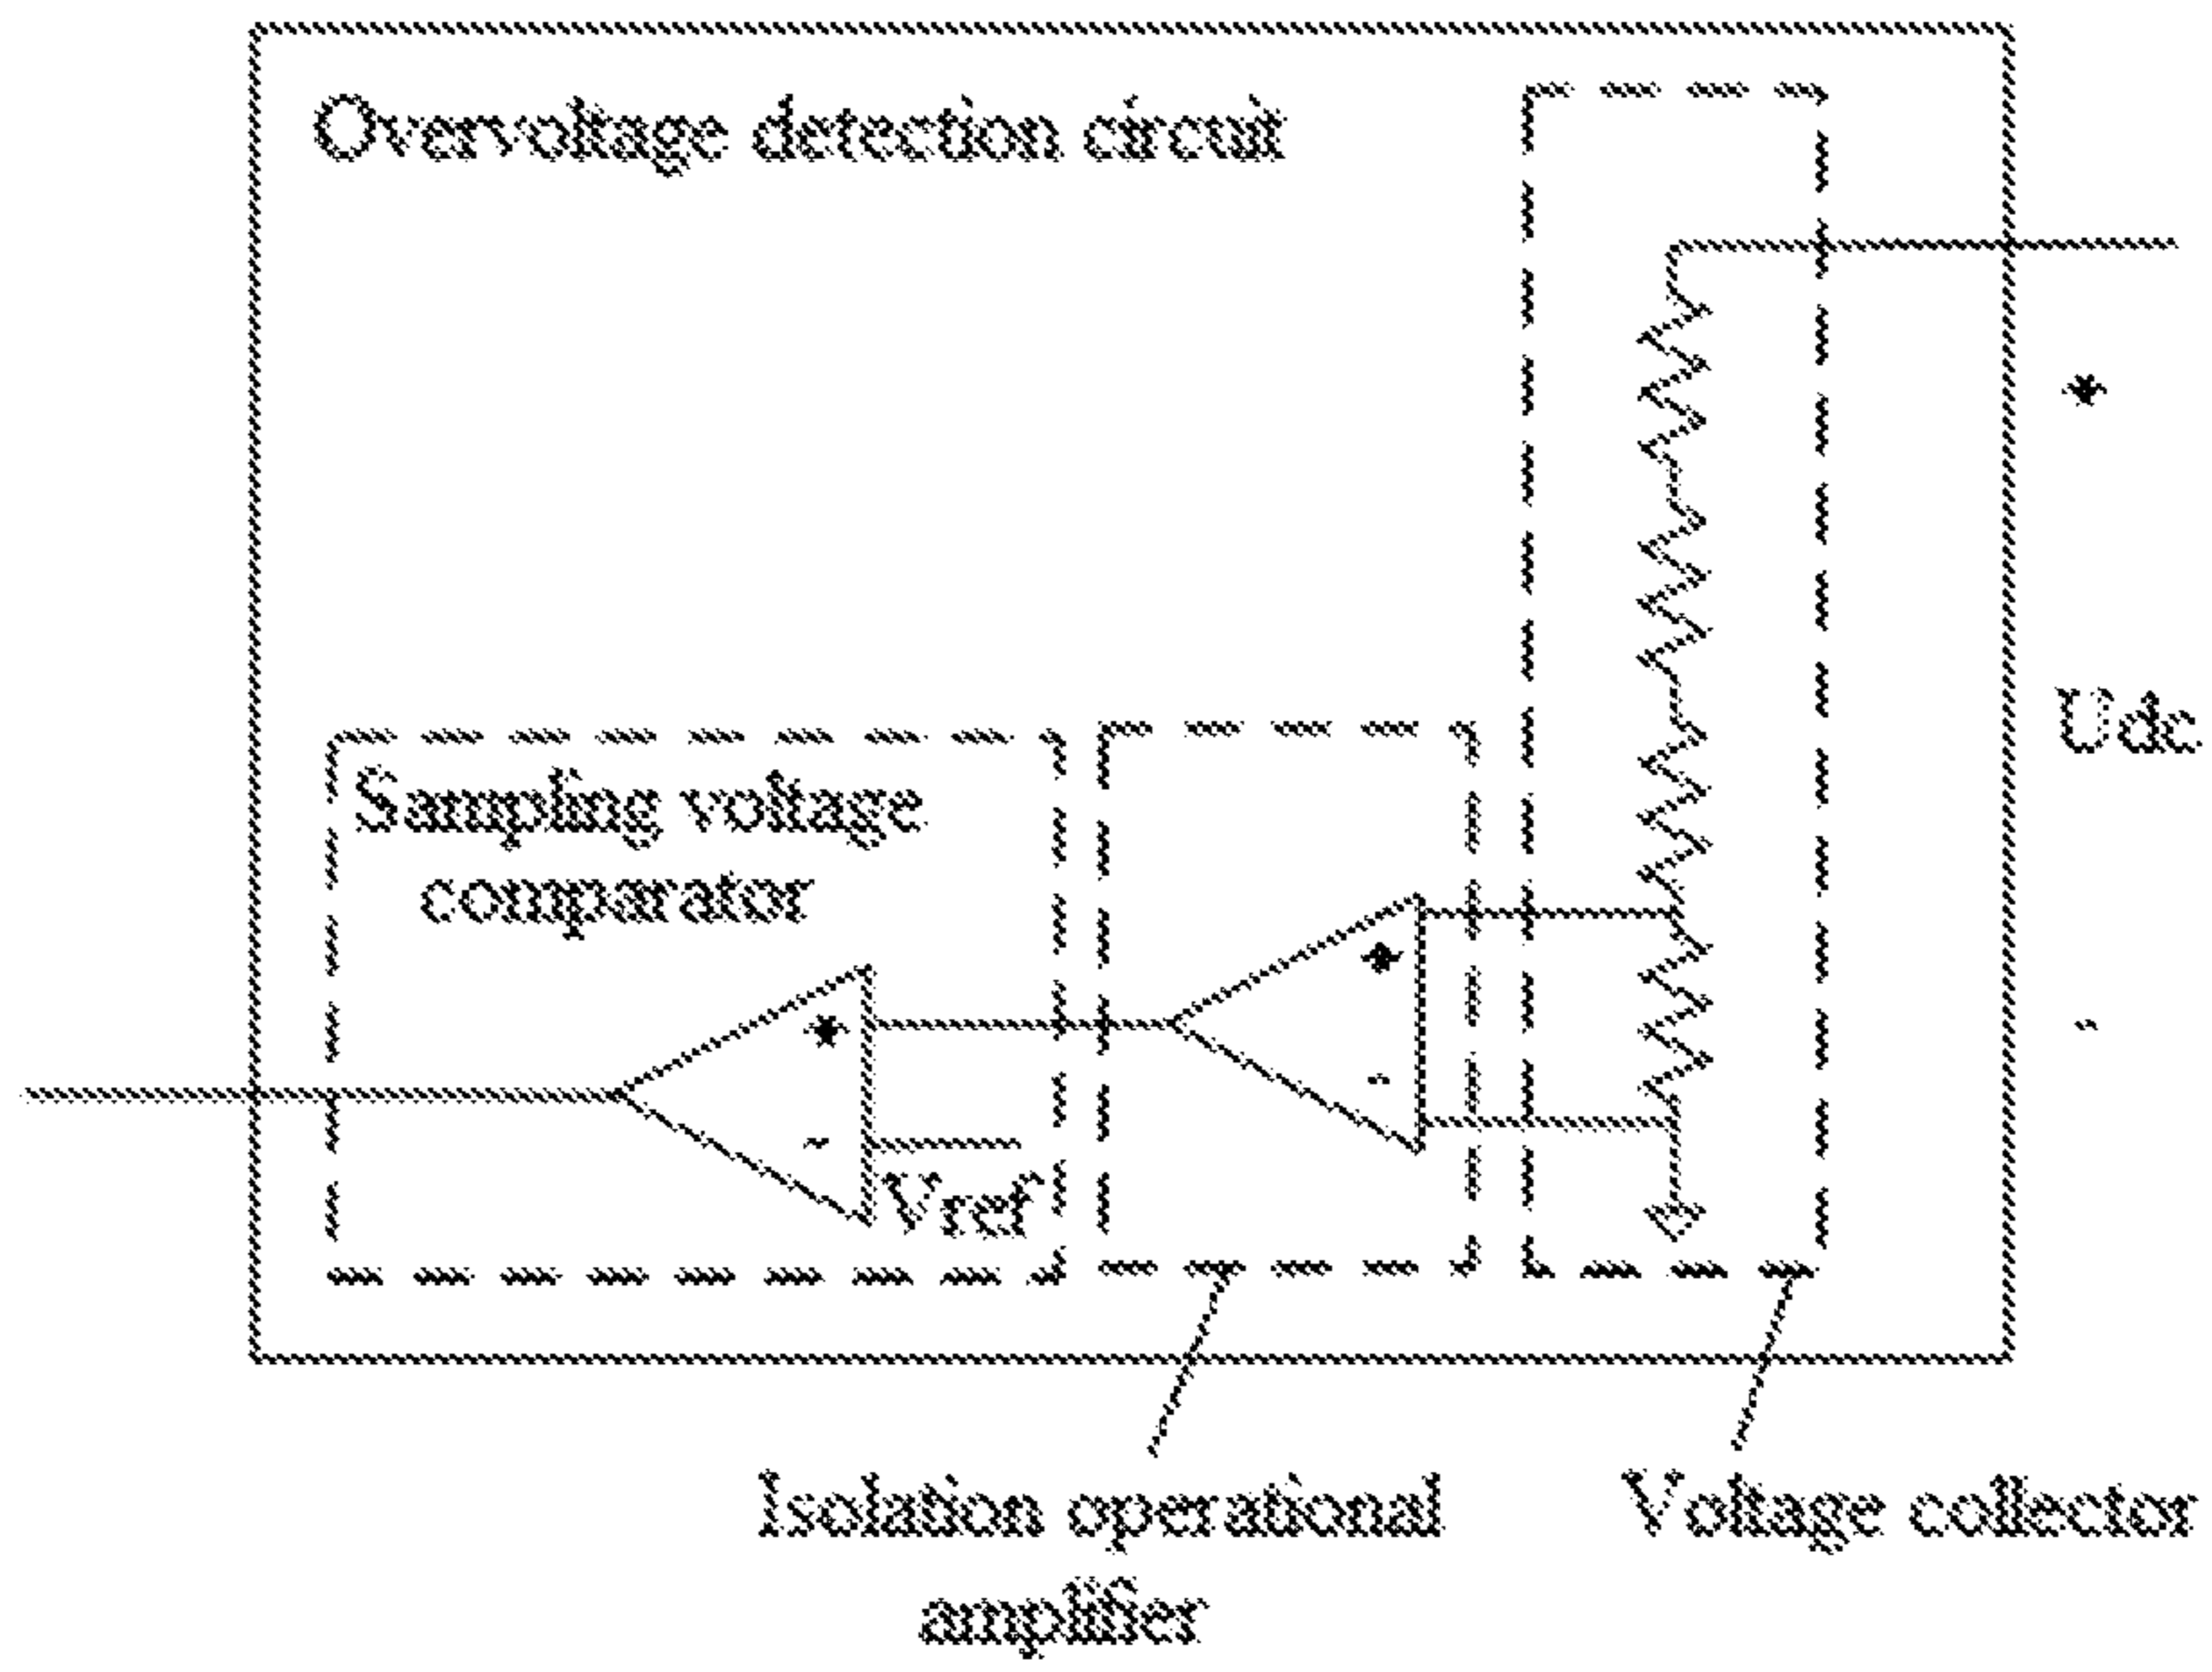 Overvoltage detection circuit
+
Udc
-
Sampling voltage
comparator
+
-
+
-
Vref
Isolation operational
amplifier
Voltage collector